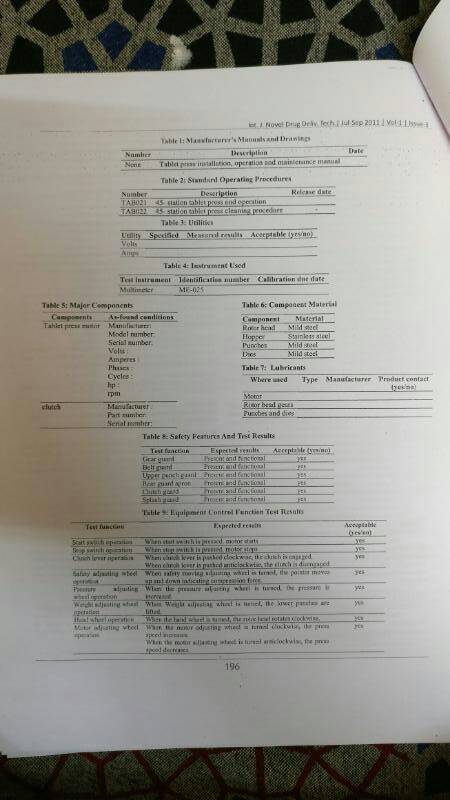 Int. J. Novel Drug Deliv. Tech.| Jul-Sep 2011 | Vol-1 | Issue-3
Table 1: Manufacturer's Manuals and Drawings
Number Description Date
None Tablet press installation, operation and maintenance manual
Table 2: Standard Operating Procedures
Number Description Release date
TAB021 45- station tablet press and operation
TAB022 45- station tablet press cleaning procedure -
Table 3: Utilities
Utility Specified Measured results Acceptable (yes/no)
Volts
Amps
Table 4: Instrument Used
Test instrument Identification number Calibration due date
Multimeter ME-025
Table 5: Major Components
Components As-found conditions
Tablet press motor Manufacturer:
Model number:
Serial number:
Volts :
Amperes :
Phases :
Cycles :
hp :
rpm
clutch Manufacturer :
Part number:
Serial number:
Table 6: Component Material
Component Material
Rotor head Mild steel
Hopper Stainless steel
Punches Mild steel
Dies Mild steel
Table 7: Lubricants
Where used Type Manufacturer Product contact
(yes/no)
Motor
Rotor head gears
Punches and dies
Table 8: Safety Features And Test Results
Test function Expected results Acceptable (yes/no)
Gear guard Present and functional yes
Bolt guard Present and functional yes
Upper punch guard Present and functional yes
Rear guard apron Present and functional yes
Clutch guard Present and functional yes
Splash guard Present and functional yes
Table 9: Equipment Control Function Test Results
Test function Expected results Acceptable
(yes/no)
Start switch operation When start switch is pressed, motor starts yes
Stop switch operation When stop switch is pressed, motor stops yes
Clutch lever operation When clutch lever is pushed clockwise, the clutch is engaged. yes
When clutch lever is pushed anticlockwise, the clutch is disengaged
Safety adjusting wheel When safety moving adjusting wheel is turned, the pointer moves yes
operation up and down indicating compression force.
Pressure adjusting When the pressure adjusting wheel is turned, the pressure is yes
wheel operation increased.
Weight adjusting wheel When Weight adjusting wheel is turned, the lower punches are yes
operation lifted.
Head wheel operation When the head wheel is turned, the rotor head rotates clockwise. yes
Motor adjusting wheel When the motor adjusting wheel is turned clockwise, the press yes
operation speed increases.
When the motor adjusting wheel is turned anticlockwise, the press
speed decreases.
196